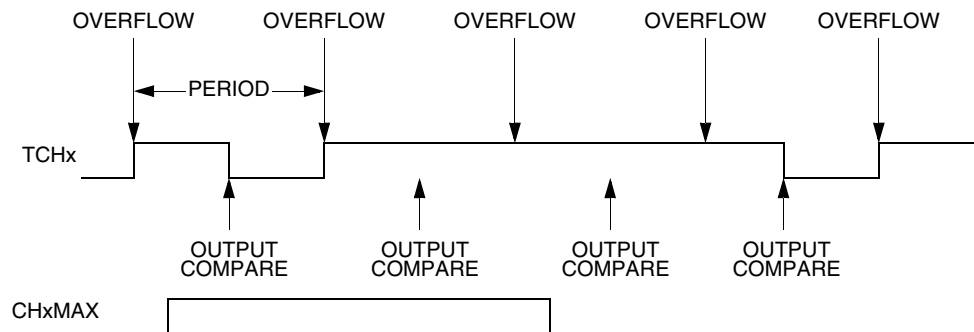 OVERFLOW OVERFLOW OVERFLOW OVERFLOW OVERFLOW
PERIOD
TCHx
OUTPUT COMPARE
OUTPUT COMPARE
OUTPUT COMPARE
OUTPUT COMPARE
CHxMAX